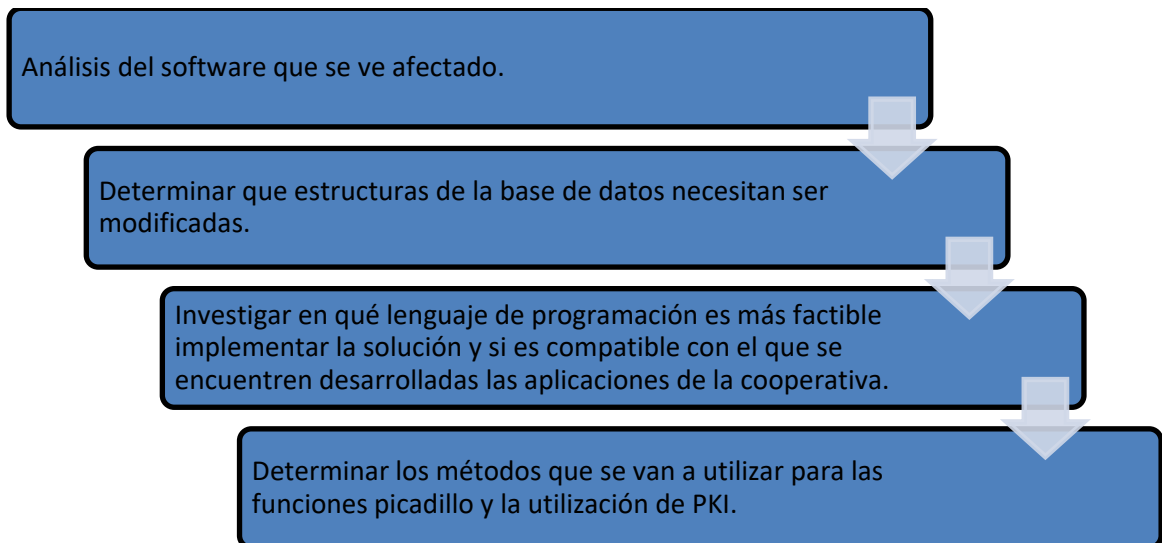 Análisis del software que se ve afectado.
Determinar que estructuras de la base de datos necesitan ser
modificadas.
Investigar en qué lenguaje de programación es más factible
implementar la solución y si es compatible con el que se
encuentren desarrolladas las aplicaciones de la cooperativa.
Determinar los métodos que se van a utilizar para las
funciones picadillo y la utilización de PKI.